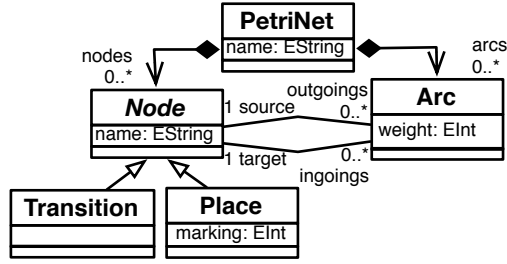 PetriNet
name: EString
nodes
0..*
arcs
0..*
Node
name: EString
1 source
outgoings
0..*
Arc
weight: EInt
1 target
0..*
ingoings
Transition
Place
marking: EInt